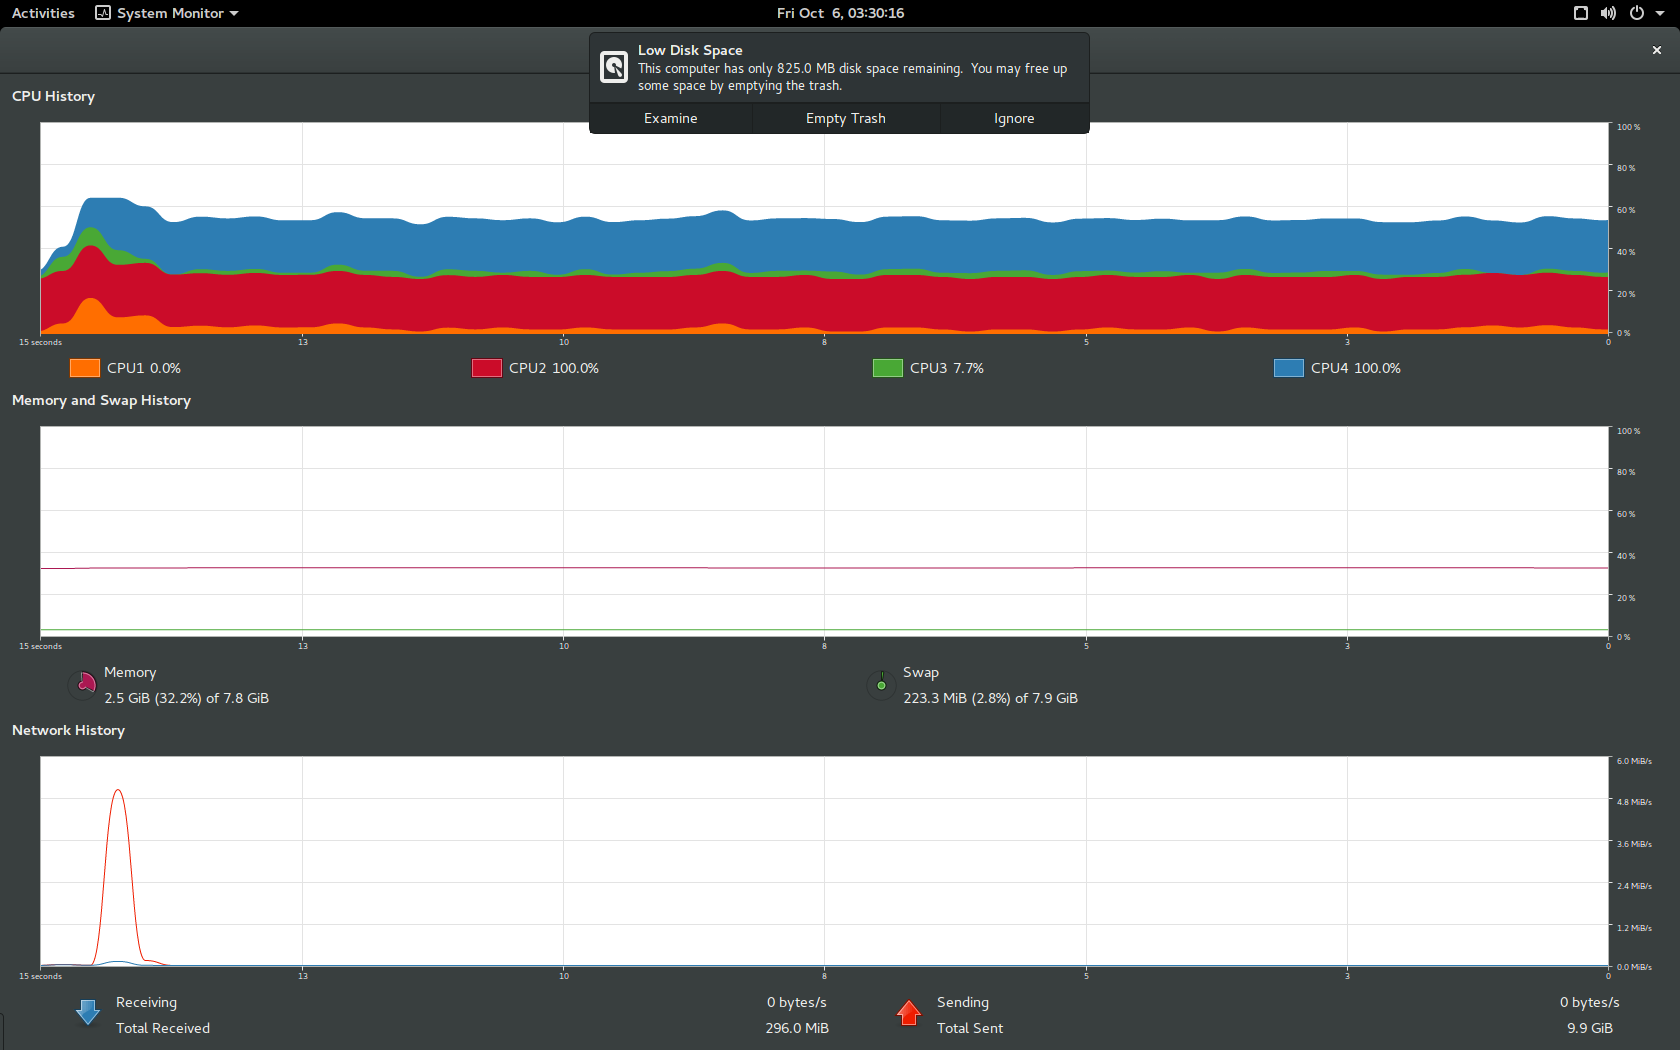 Activities System Monitor Fri Oct 6, 03:30:16
Low Disk Space
This computer has only 825.0 MB disk space remaining. You may free up
some space by emptying the trash.
Examine Empty Trash Ignore
CPU History
100 %
80 %
60 %
40 %
20 %
0 %
15 seconds 13 10 8 5 3 0
CPU1 0.0% CPU2 100.0% CPU3 7.7% CPU4 100.0%
Memory and Swap History
100 %
80 %
60 %
40 %
20 %
0 %
15 seconds 13 10 8 5 3 0
Memory Swap
2.5 GiB (32.2%) of 7.8 GiB 223.3 MiB (2.8%) of 7.9 GiB
Network History
6.0 MiB/s
4.8 MiB/s
3.6 MiB/s
2.4 MiB/s
1.2 MiB/s
0.0 MiB/s
15 seconds 13 10 8 5 3 0
Receiving 0 bytes/s Sending 0 bytes/s
Total Received 296.0 MiB Total Sent 9.9 GiB